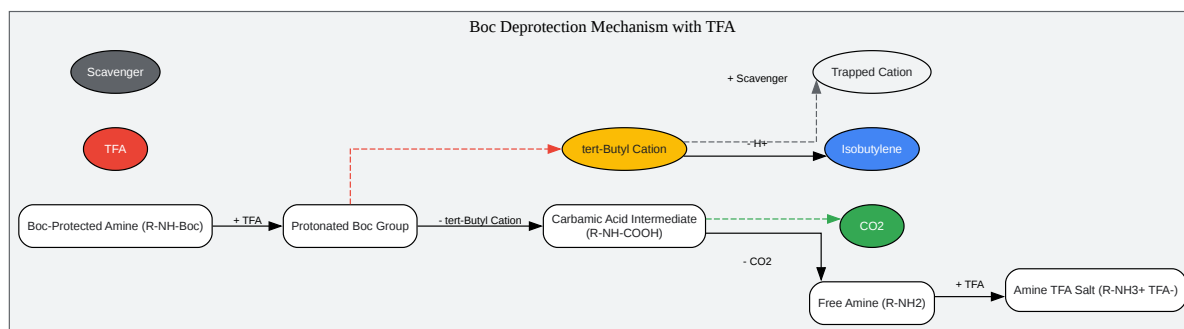 Boc Deprotection Mechanism with TFA
Scavenger
+ Scavenger
Trapped Cation
TFA
tert-Butyl Cation
- H+
Isobutylene
Boc-Protected Amine (R-NH-Boc)
+ TFA
Protonated Boc Group
- tert-Butyl Cation
Carbamic Acid Intermediate
(R-NH-COOH)
CO2
- CO2
Free Amine (R-NH2)
+ TFA
Amine TFA Salt (R-NH3+ TFA-)